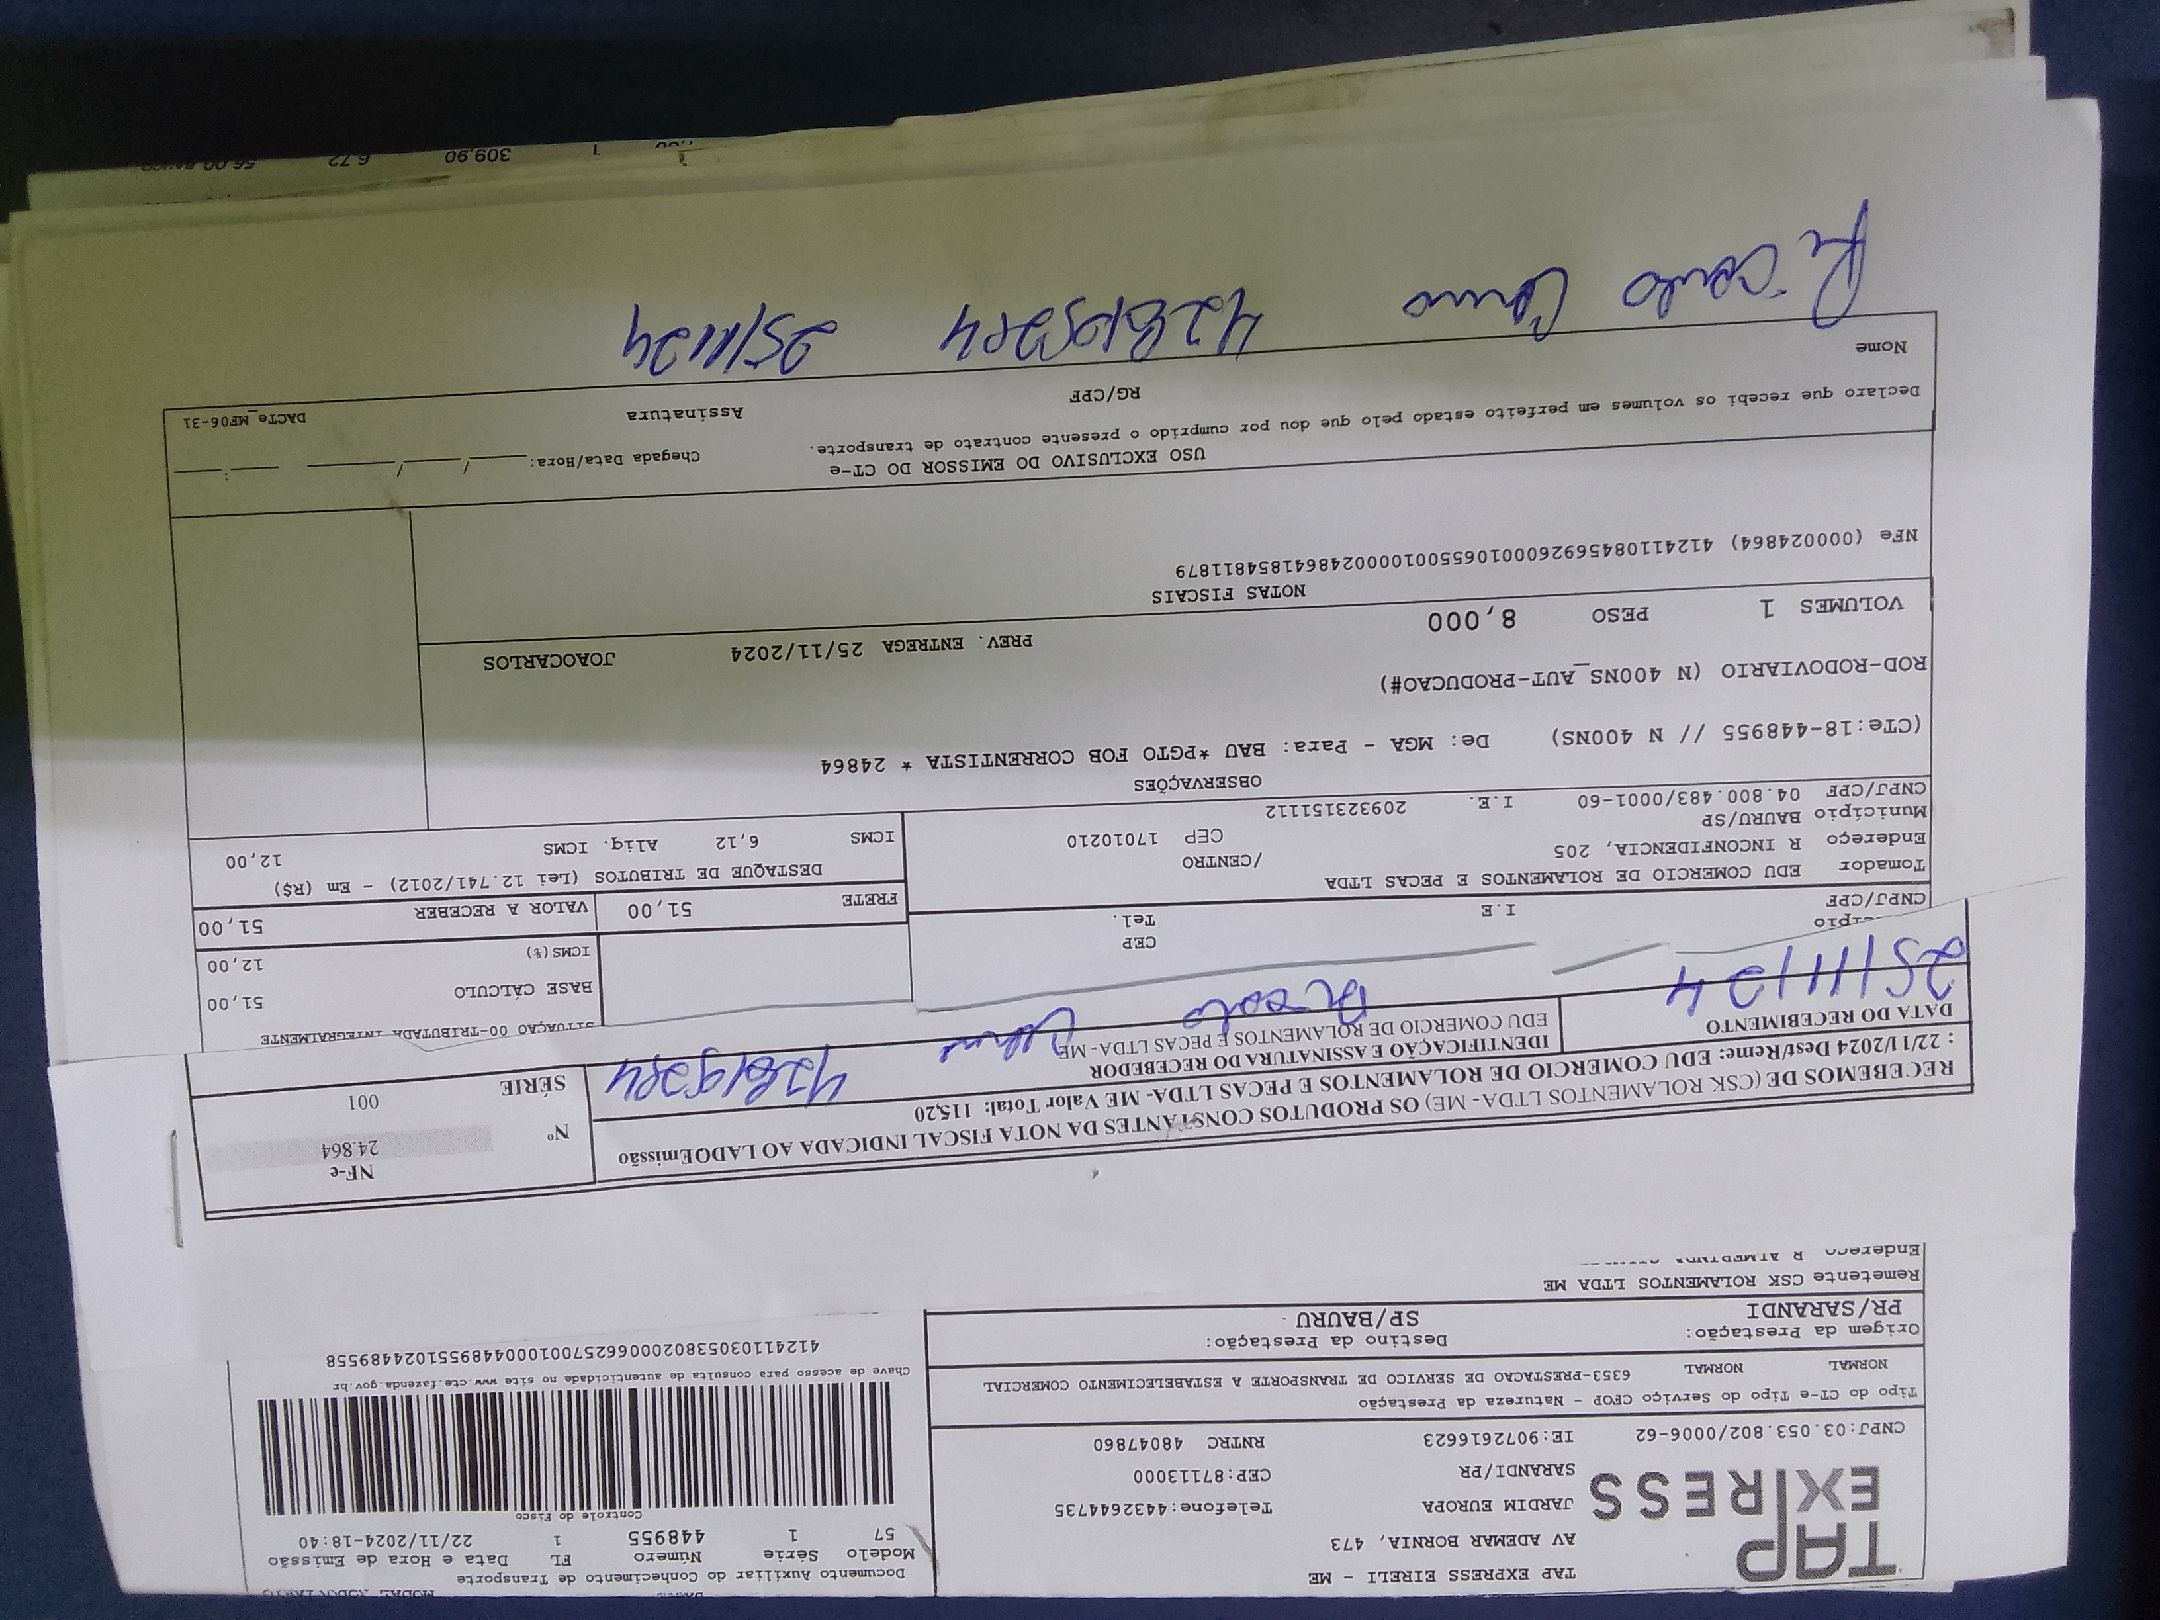 TAP
EXPRESS
TAP EXPRESS EIRELI - ME
AV ADEMAR BORNIA, 473
JARDIM EUROPA Telefone:4432644735
SARANDI/PR CEP:87113000
CNPJ:03.053.802/0006-62 IE:9072616623 RNTRC 48047860
Documento Auxiliar do Conhecimento de Transporte
Modelo Série Número FL Data e Hora de Emissão
57 1 448955 1 22/11/2024-18:40
Controle do Fisco
Chave de acesso para consulta de autenticidade no site www.cte.fazenda.gov.br
41241103053802000662570010004489551024489558
Tipo do CT-e Tipo do Serviço CFOP - Natureza da Prestação
NORMAL NORMAL 6353-PRESTACAO DE SERVICO DE TRANSPORTE A ESTABELECIMENTO COMERCIAL
Origem da Prestação: Destino da Prestação:
PR/SARANDI SP/BAURU
Remetente CSK ROLAMENTOS LTDA ME
Endereço R
RECEBEMOS DE (CSK ROLAMENTOS LTDA - ME) OS PRODUTOS CONSTANTES DA NOTA FISCAL INDICADA AO LADOEmissão
: 22/11/2024 Dest/Reme: EDU COMERCIO DE ROLAMENTOS E PECAS LTDA- ME Valor Total: 115,20
DATA DO RECEBIMENTO IDENTIFICAÇÃO E ASSINATURA DO RECEBEDOR
EDU COMERCIO DE ROLAMENTOS E PECAS LTDA- ME
25/11/24
NF-e
Nº 24.864
SÉRIE 001
SITUAÇÃO 00-TRIBUTADA INTEGRALMENTE
BASE CÁLCULO 51,00
ICMS(%) 12,00
CEP
CNPJ/CPF I.E Tel.
FRETE 51,00 VALOR A RECEBER 51,00
Tomador EDU COMERCIO DE ROLAMENTOS E PECAS LTDA
Endereço R INCONFIDENCIA, 205 /CENTRO
Município BAURU/SP CEP 17010210
CNPJ/CPF 04.800.483/0001-60 I.E. 209323151112
DESTAQUE DE TRIBUTOS (Lei 12.741/2012) - Em (R$)
ICMS 6,12 Aliq. ICMS 12,00
OBSERVAÇÕES
(CTe:18-448955 // N 400NS) De: MGA - Para: BAU *PGTO FOB CORRENTISTA * 24864
ROD-RODOVIARIO (N 400NS_AUT-PRODUCAO#)
VOLUMES 1 PESO 8,000 PREV. ENTREGA 25/11/2024 JOAOCARLOS
NOTAS FISCAIS
NFe (000024864) 41241108456926000106550010000248641854811879
USO EXCLUSIVO DO EMISSOR DO CT-e
Declaro que recebi os volumes em perfeito estado pelo que dou por cumprido o presente contrato de transporte.
Chegada Data/Hora: ____/____/____ ____:____
Nome RG/CPF Assinatura DACTe_MF06-31
25/11/24
309,90 6,72